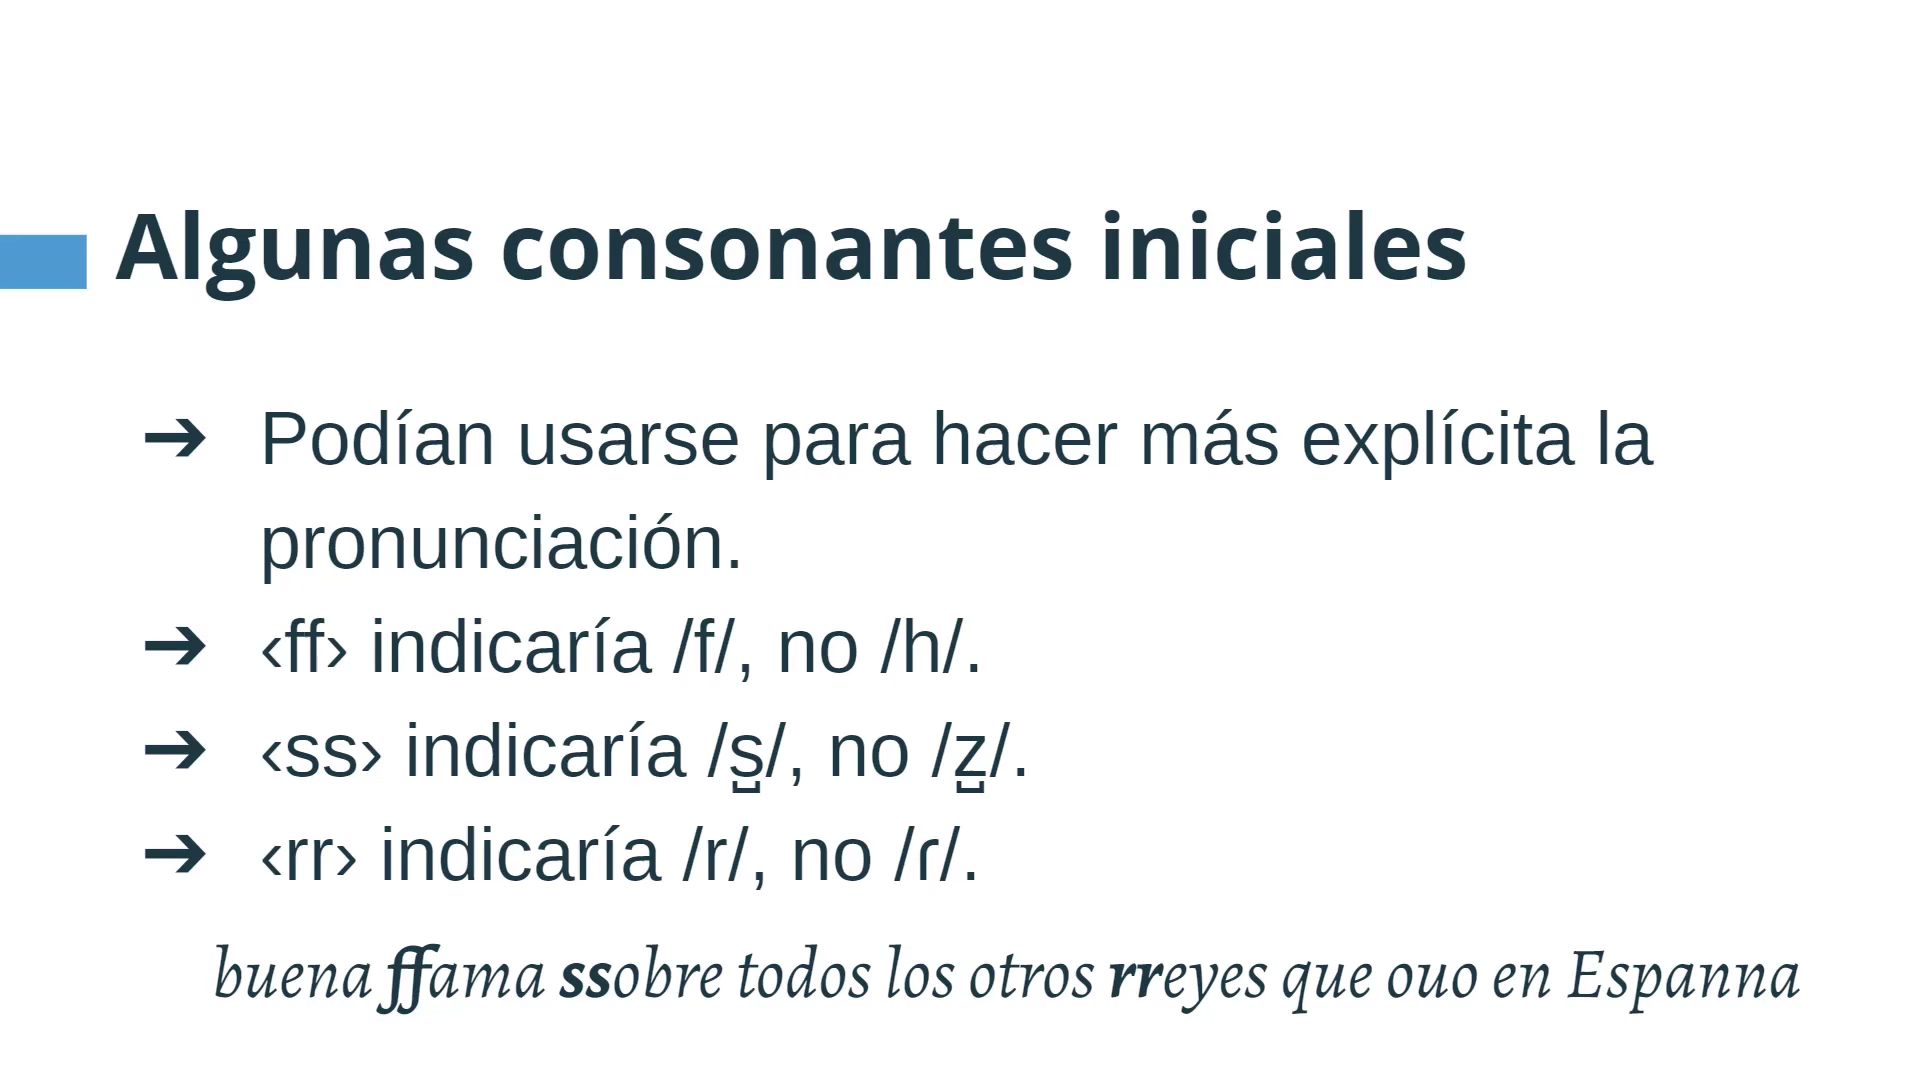 Algunas consonantes iniciales
➔ Podían usarse para hacer más explícita la
pronunciación.
➔ ‹ff› indicaría /f/, no /h/.
➔ ‹ss› indicaría /s̺/, no /z̺/.
➔ ‹rr› indicaría /r/, no /ɾ/.
buena ffama ssobre todos los otros rreyes que ouo en Espanna